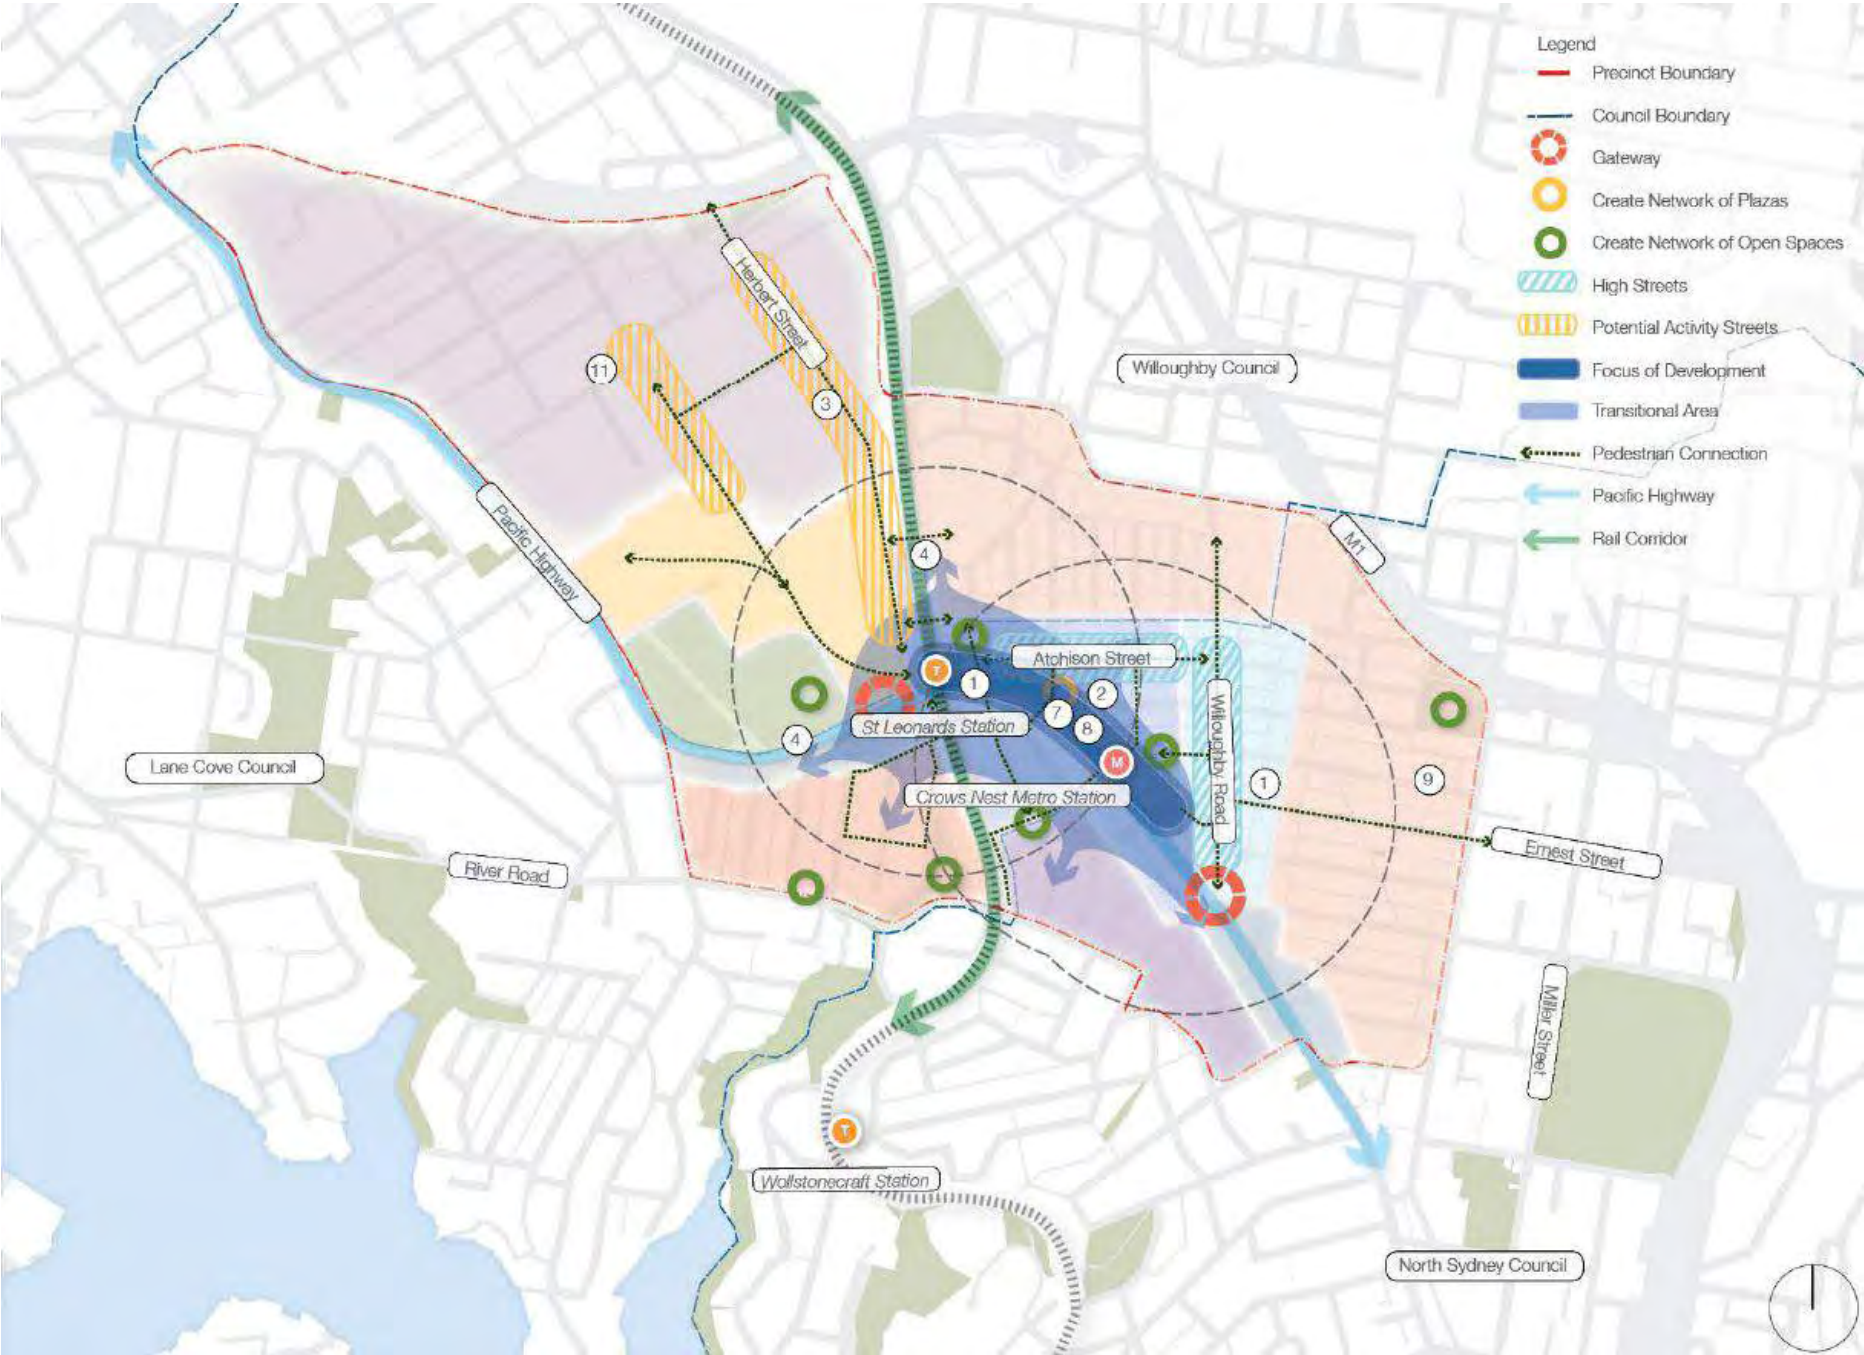 Legend
Precinct Boundary
Council Boundary
Gateway
Create Network of Plazas
Create Network of Open Spaces
High Streets
Potential Activity Streets
Focus of Development
Transitional Area
Pedestrian Connection
Pacific Highway
Rail Corridor
Herbert Street
11
3
Willoughby Council
Pacific Highway
M1
4
Atchison Street
T
1
2
7
8
St Leonards Station
4
M
Willoughby Road
1
9
Lane Cove Council
Crows Nest Metro Station
River Road
Ernest Street
Miller Street
T
Wollstonecraft Station
North Sydney Council